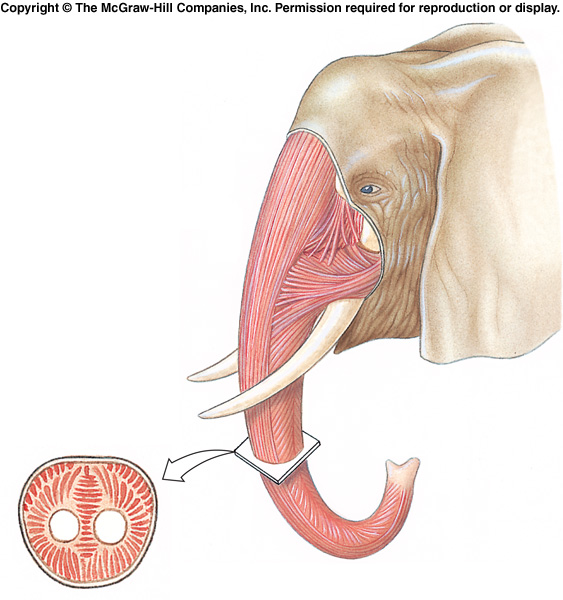 Copyright © The McGraw-Hill Companies, Inc. Permission required for reproduction or display.